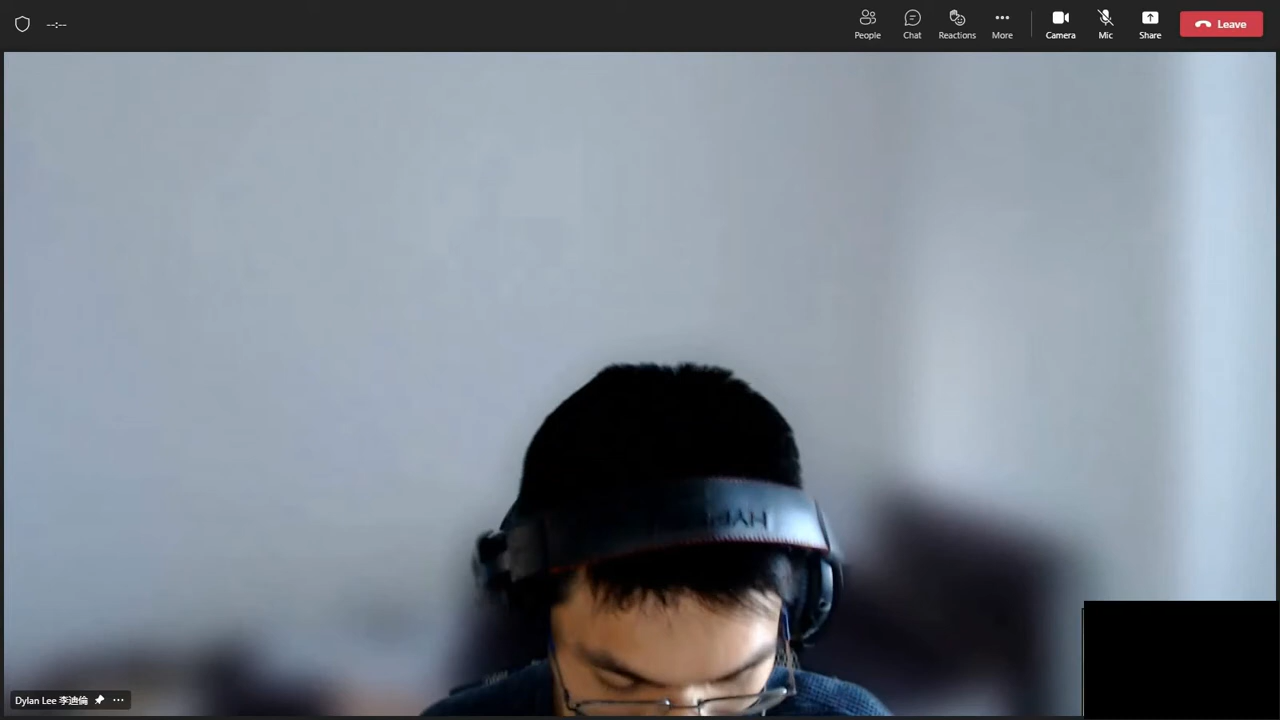 --:--
People
Chat
Reactions
More
Camera
Mic
Share
Leave
Dylan Lee 李迪倫